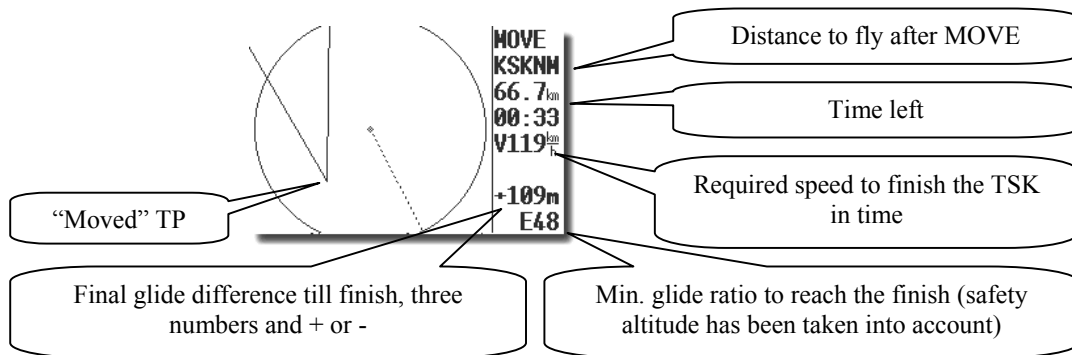 MOVE
KSKNM
66.7km
00:33
V119km/h
+109m
E48
Distance to fly after MOVE
Time left
Required speed to finish the TSK
in time
“Moved” TP
Final glide difference till finish, three
numbers and + or -
Min. glide ratio to reach the finish (safety
altitude has been taken into account)